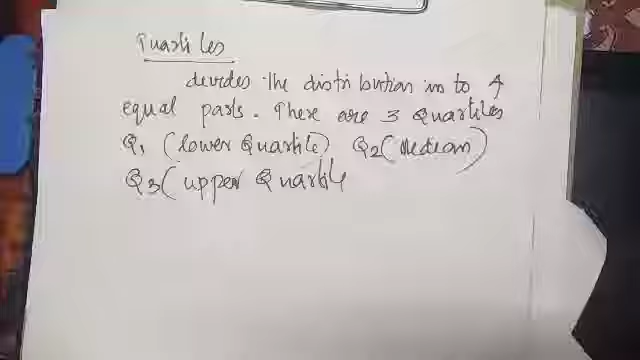 Quartiles
devides the distribution in to 4
equal parts. There are 3 Quartiles
Q1 (lower Quartile) Q2 (Median)
Q3 (upper Quartile